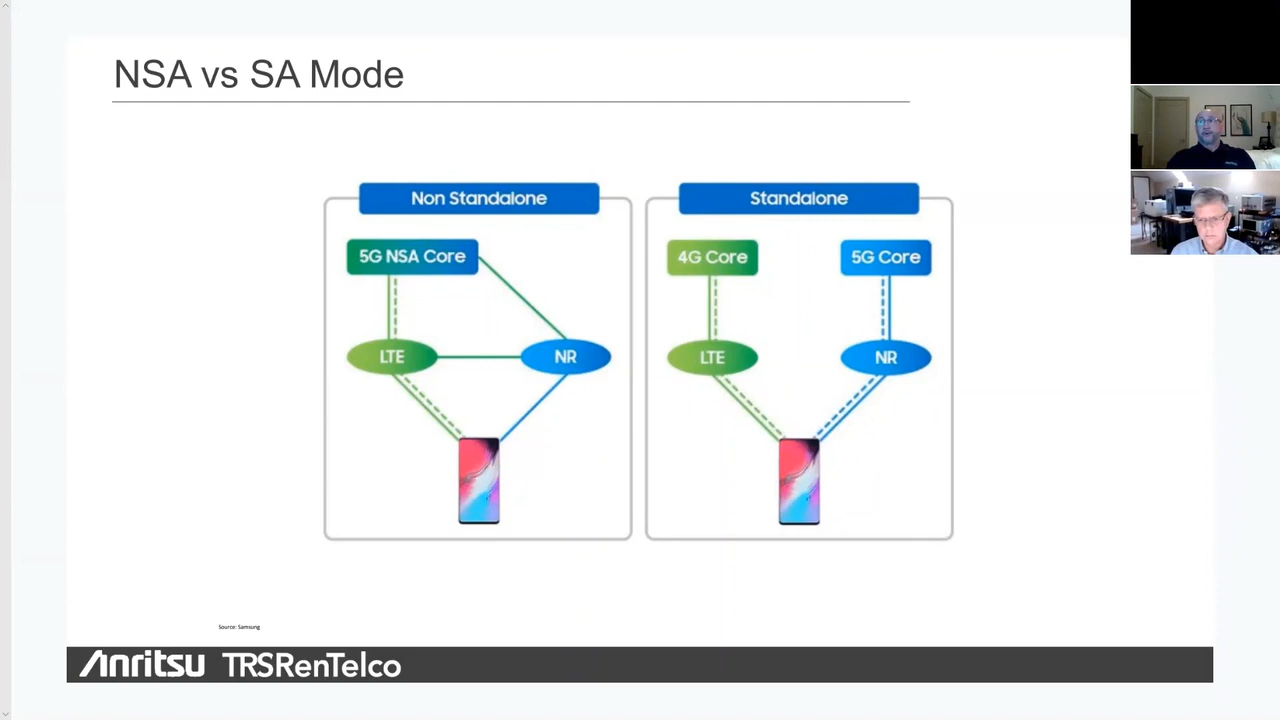 NSA vs SA Mode
Non Standalone
5G NSA Core
LTE
NR
Standalone
4G Core
5G Core
LTE
NR
Source: Samsung
Anritsu TRSRenTelco